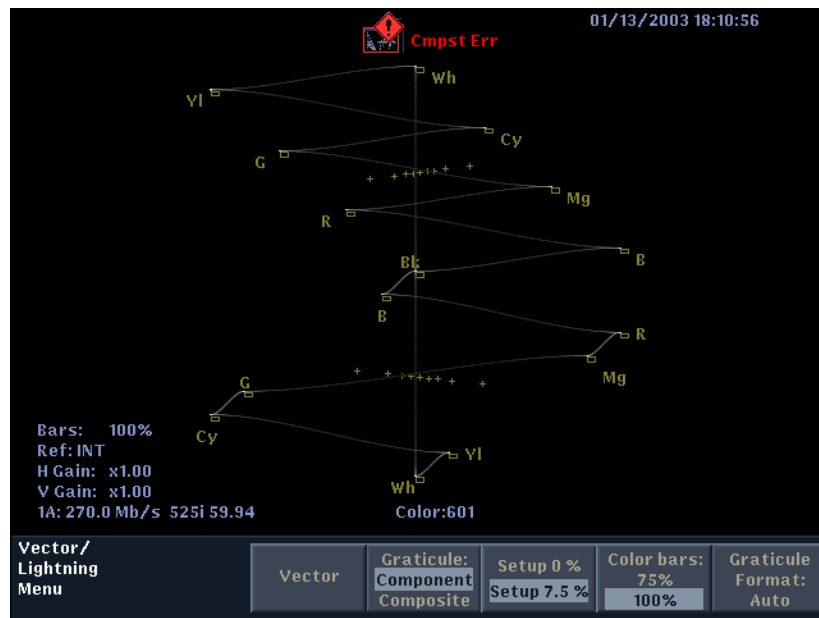 01/13/2003 18:10:56
Cmpst Err
Wh
Yl
Cy
G
Mg
R
B
Bk
B
R
Mg
G
Cy
Yl
Wh
Bars: 100%
Ref: INT
H Gain: x1.00
V Gain: x1.00
1A: 270.0 Mb/s 525i 59.94
Color:601
Vector/
Lightning
Menu
Vector
Graticule:
Component
Composite
Setup 0 %
Setup 7.5 %
Color bars:
75%
100%
Graticule
Format:
Auto